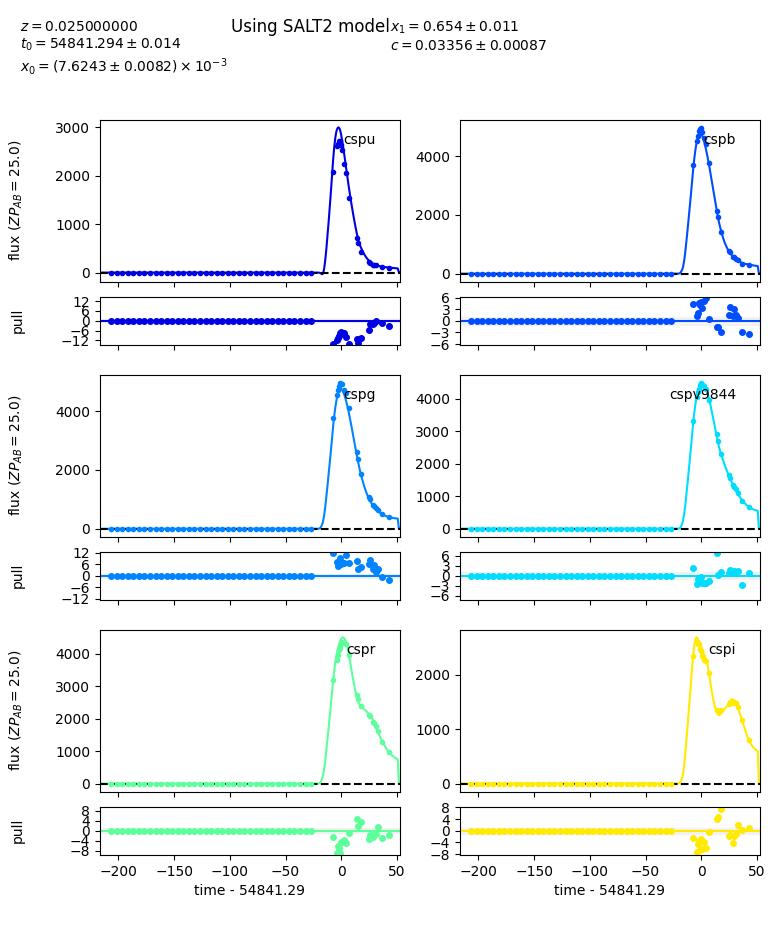 z = 0.025000000
Using SALT2 model
x₁ = 0.654 ± 0.011
t₀ = 54841.294 ± 0.014
c = 0.03356 ± 0.00087
x₀ = (7.6243 ± 0.0082) × 10⁻³
flux (ZP_AB = 25.0)
3000
2000
1000
0
cspu
4000
2000
0
cspb
pull
12
6
0
−6
−12
6
3
0
−3
−6
flux (ZP_AB = 25.0)
4000
2000
0
cspg
4000
3000
2000
1000
0
cspv9844
pull
12
6
0
−6
−12
6
3
0
−3
−6
flux (ZP_AB = 25.0)
4000
3000
2000
1000
0
cspr
2000
1000
0
cspi
pull
8
4
0
−4
−8
8
4
0
−4
−8
−200 −150 −100 −50 0 50
−200 −150 −100 −50 0 50
time - 54841.29
time - 54841.29